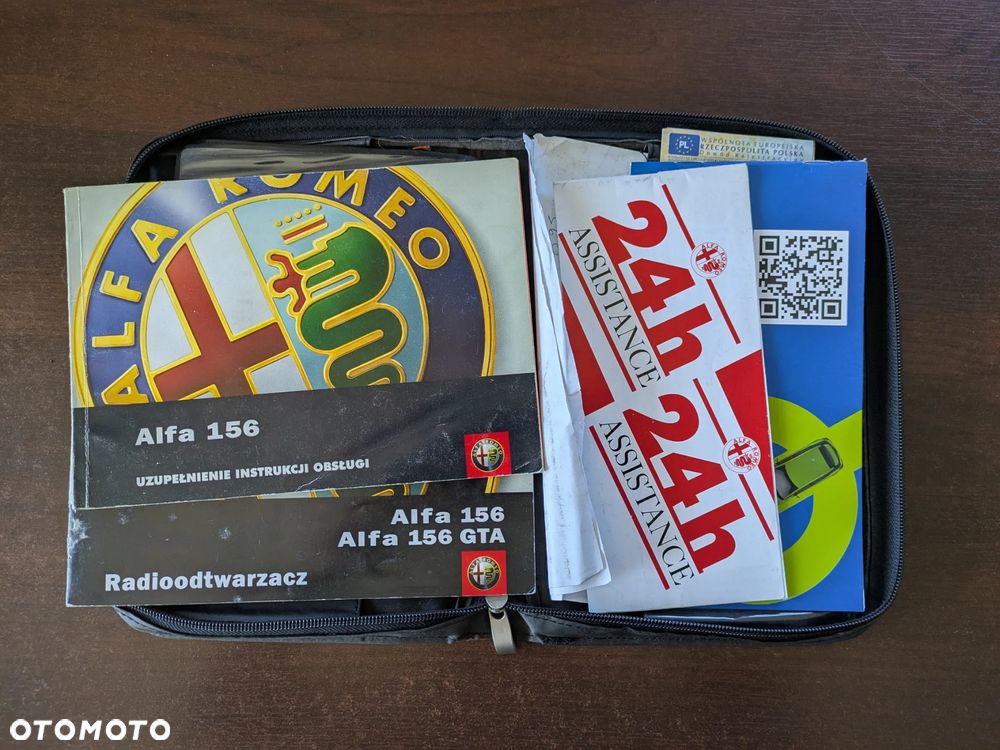 ALFA ROMEO
Alfa 156
UZUPEŁNIENIE INSTRUKCJI OBSŁUGI
Alfa 156
Alfa 156 GTA
Radioodtwarzacz
24h
ASSISTANCE
24h
ASSISTANCE
PL
WSPÓLNOTA EUROPEJSKA
RZECZPOSPOLITA POLSKA
OTOMOTO